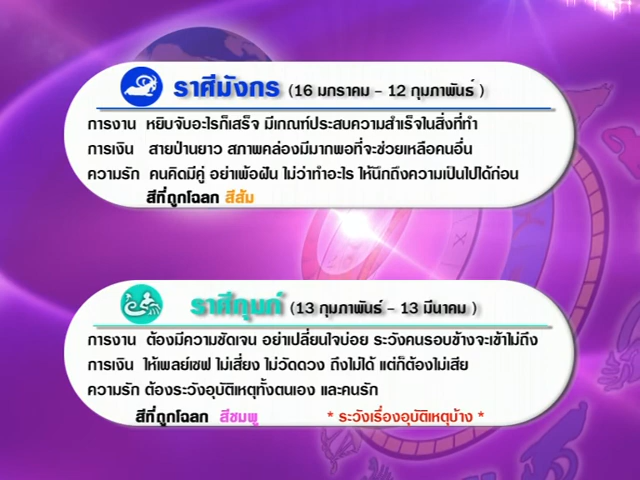 ราศีมังกร (16 มกราคม - 12 กุมภาพันธ์ )
การงาน หยิบจับอะไรก็เสร็จ มีเกณฑ์ประสบความสำเร็จในสิ่งที่ทำ
การเงิน สายป่านยาว สภาพคล่องมีมากพอที่จะช่วยเหลือคนอื่น
ความรัก คนคิดมีคู่ อย่าเพ้อฝัน ไม่ว่าทำอะไร ให้นึกถึงความเป็นไปได้ก่อน
สีที่ถูกโฉลก สีส้ม
ราศีกุมภ์ (13 กุมภาพันธ์ - 13 มีนาคม )
การงาน ต้องมีความชัดเจน อย่าเปลี่ยนใจบ่อย ระวังคนรอบข้างจะเข้าไม่ถึง
การเงิน ให้เพลย์เซฟ ไม่เสี่ยง ไม่วัดดวง ถึงไม่ได้ แต่ก็ต้องไม่เสีย
ความรัก ต้องระวังอุบัติเหตุทั้งตนเอง และคนรัก
สีที่ถูกโฉลก สีชมพู * ระวังเรื่องอุบัติเหตุบ้าง *